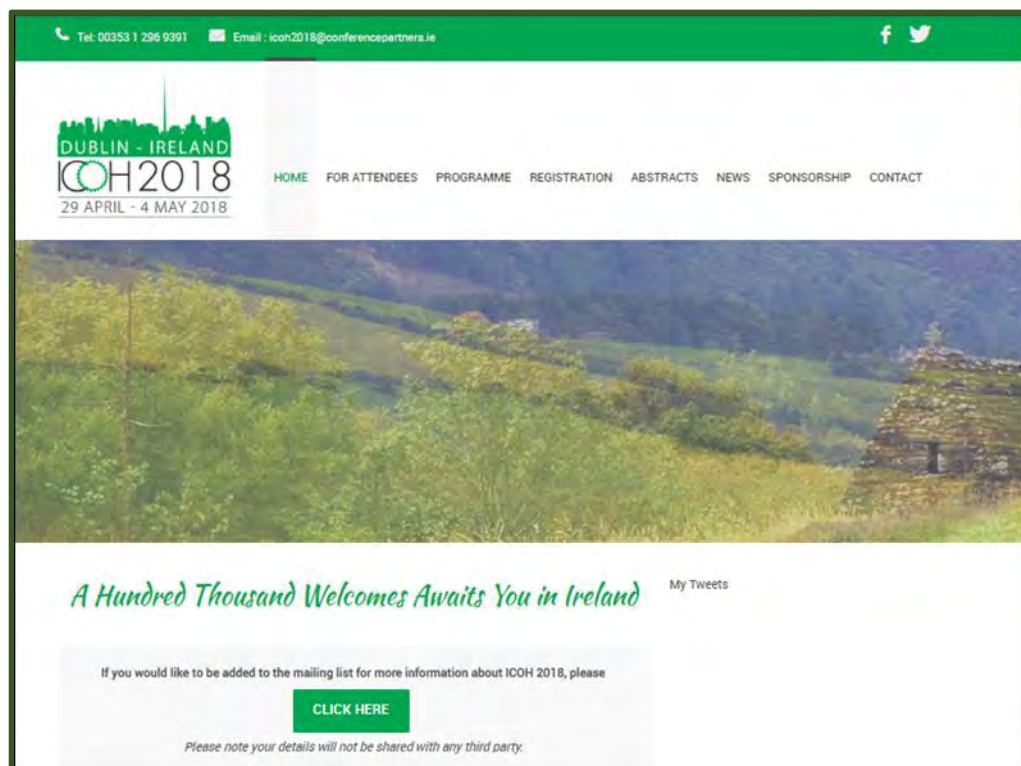 Tel: 00353 1 296 9391 Email : icoh2018@conferencepartners.ie
DUBLIN - IRELAND
ICOH 2018
29 APRIL - 4 MAY 2018
HOME FOR ATTENDEES PROGRAMME REGISTRATION ABSTRACTS NEWS SPONSORSHIP CONTACT
A Hundred Thousand Welcomes Awaits You in Ireland
My Tweets
If you would like to be added to the mailing list for more information about ICOH 2018, please
CLICK HERE
Please note your details will not be shared with any third party.